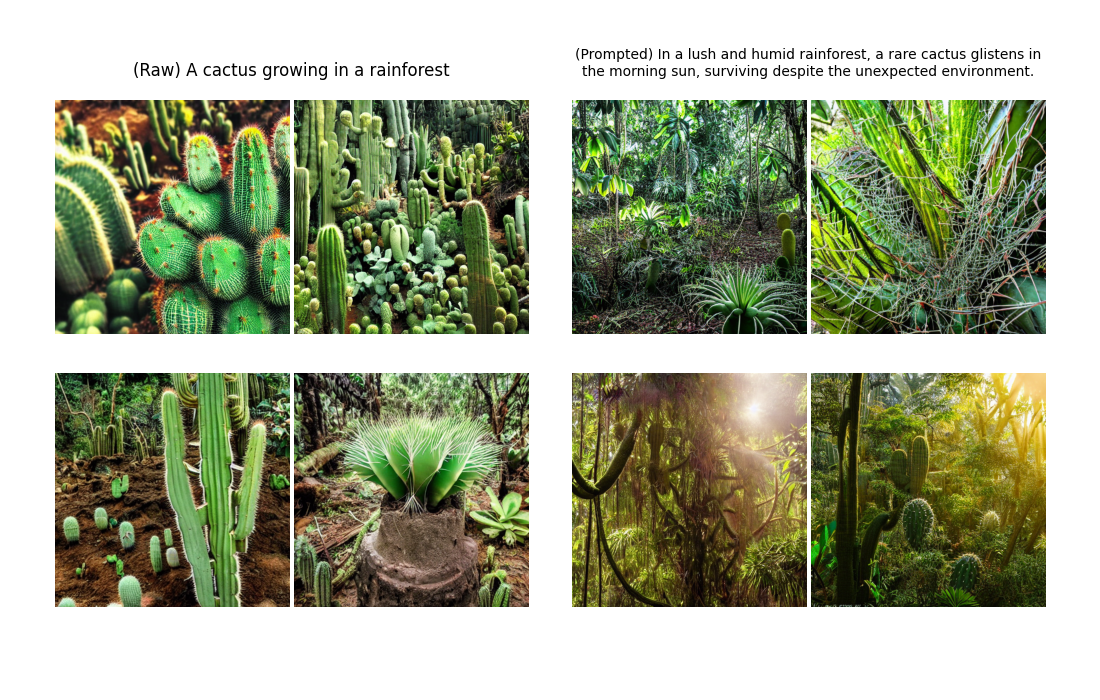 (Raw) A cactus growing in a rainforest
(Prompted) In a lush and humid rainforest, a rare cactus glistens in
the morning sun, surviving despite the unexpected environment.